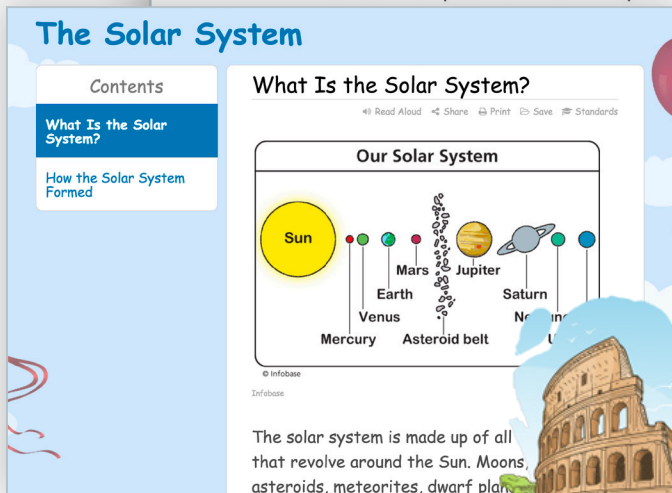 The Solar System
Contents
What Is the Solar
System?
How the Solar System
Formed
What Is the Solar System?
Read Aloud Share Print Save Standards
Our Solar System
Sun
Mars Jupiter
Earth Saturn
Venus
Mercury Asteroid belt
© Infobase
Infobase
The solar system is made up of all
that revolve around the Sun. Moons,
asteroids, meteorites, dwarf